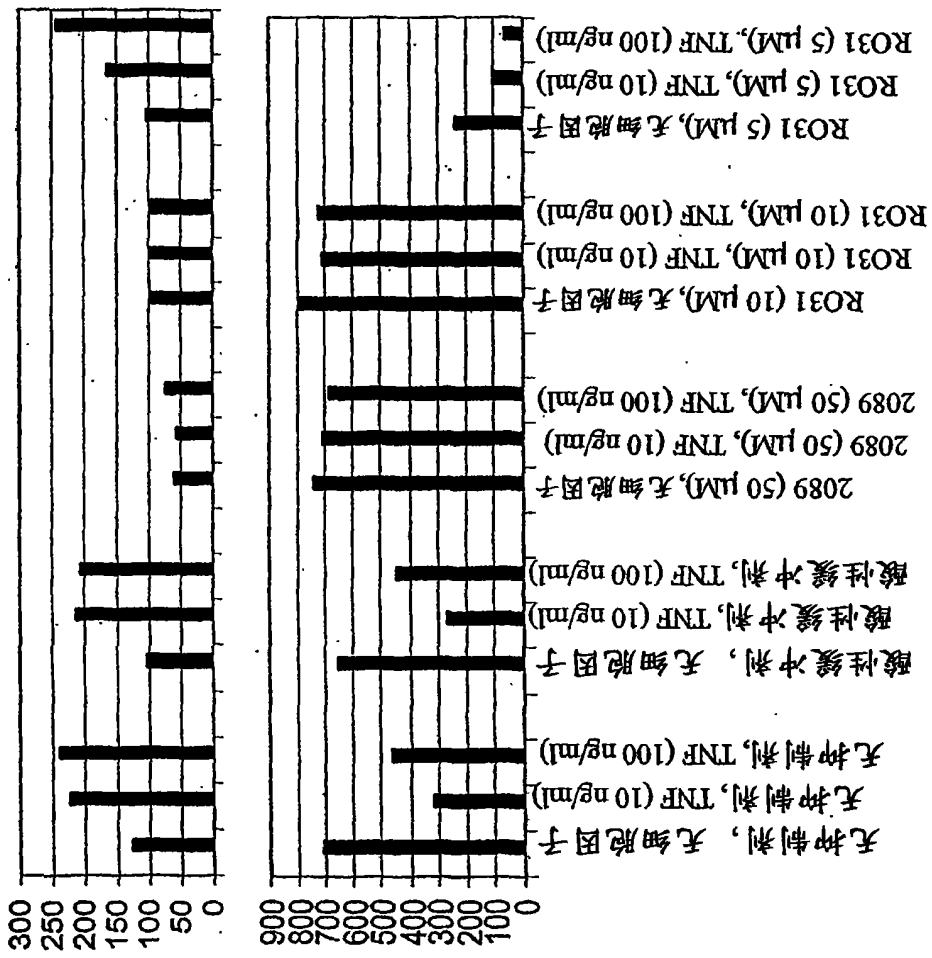 RO31 (5 µM), TNF (100 ng/ml)
RO31 (5 µM), TNF (10 ng/ml)
RO31 (5 µM), 无细胞因子
RO31 (10 µM), TNF (100 ng/ml)
RO31 (10 µM), TNF (10 ng/ml)
RO31 (10 µM), 无细胞因子
2089 (50 µM), TNF (100 ng/ml)
2089 (50 µM), TNF (10 ng/ml)
2089 (50 µM), 无细胞因子
酸性缓冲剂, TNF (100 ng/ml)
酸性缓冲剂, TNF (10 ng/ml)
酸性缓冲剂, 无细胞因子
无抑制剂, TNF (100 ng/ml)
无抑制剂, TNF (10 ng/ml)
无抑制剂, 无细胞因子
300
250
200
150
100
50
0
900
800
700
600
500
400
300
200
100
0